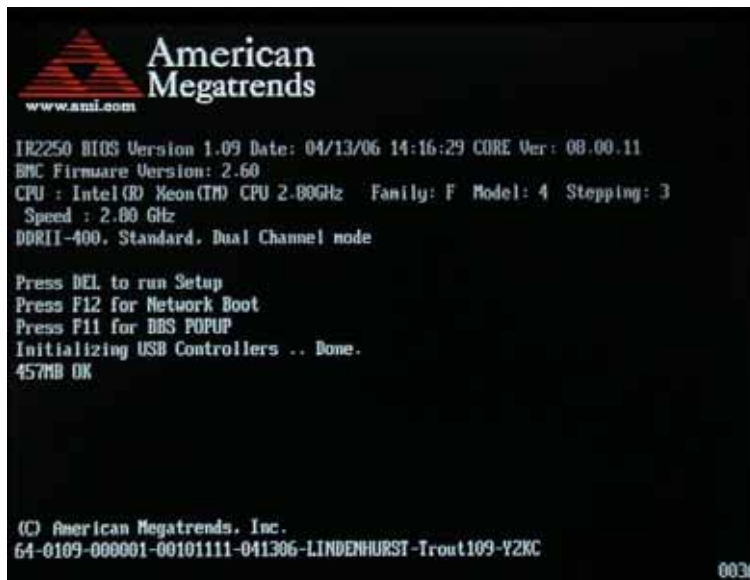 American
Megatrends
www.ami.com
IR2250 BIOS Version 1.09 Date: 04/13/06 14:16:29 CORE Ver: 08.00.11
BMC Firmware Version: 2.60
CPU : Intel(R) Xeon(TM) CPU 2.80GHz Family: F Model: 4 Stepping: 3
Speed : 2.80 GHz
DDRII-400, Standard, Dual Channel mode
Press DEL to run Setup
Press F12 for Network Boot
Press F11 for BBS POPUP
Initializing USB Controllers .. Done.
457MB OK
(C) American Megatrends, Inc.
64-0109-000001-00101111-041306-LINDENHURST-Trout109-Y2KC